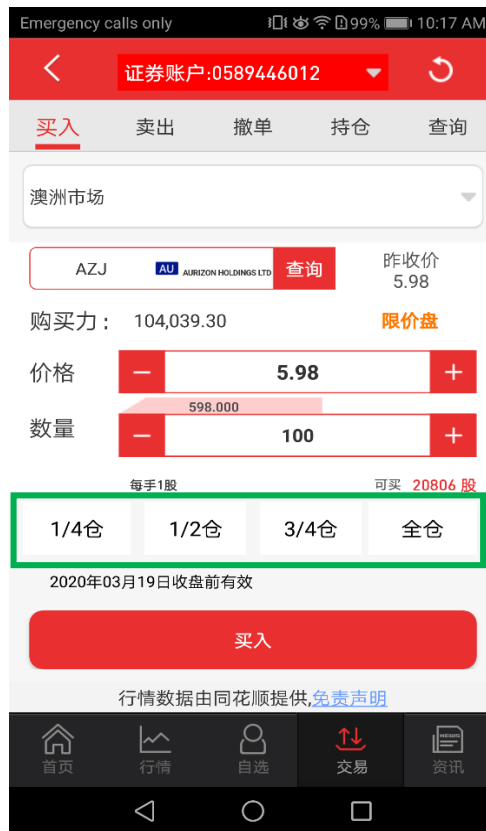 Emergency calls only 99% 10:17 AM
证券账户:0589446012
买入 卖出 撤单 持仓 查询
澳洲市场
AZJ AU AURIZON HOLDINGS LTD 查询 昨收价
5.98
购买力: 104,039.30 限价盘
价格 — 5.98 +
598.000
数量 — 100 +
每手1股 可买 20806 股
1/4仓 1/2仓 3/4仓 全仓
2020年03月19日收盘前有效
买入
行情数据由同花顺提供,免责声明
NEWS
首页 行情 自选 交易 资讯